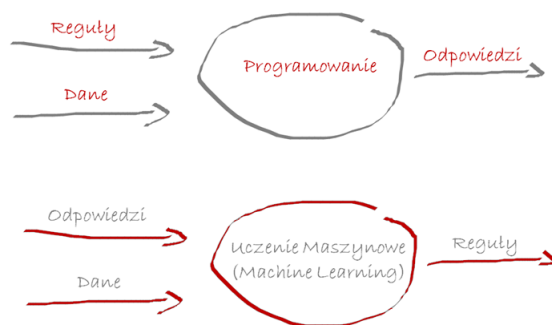 Reguły
Programowanie
Odpowiedzi
Dane
Odpowiedzi
Uczenie Maszynowe
(Machine Learning)
Reguły
Dane